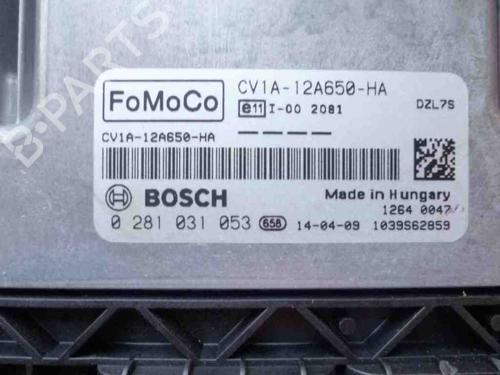 B-PARTS
FoMoCo
CV1A-12A650-HA
e11 I-00 2081
DZL7S
CV1A-12A650-HA
BOSCH
Made in Hungary
1264 0047
0 281 031 053 658 14-04-09 1039S62859